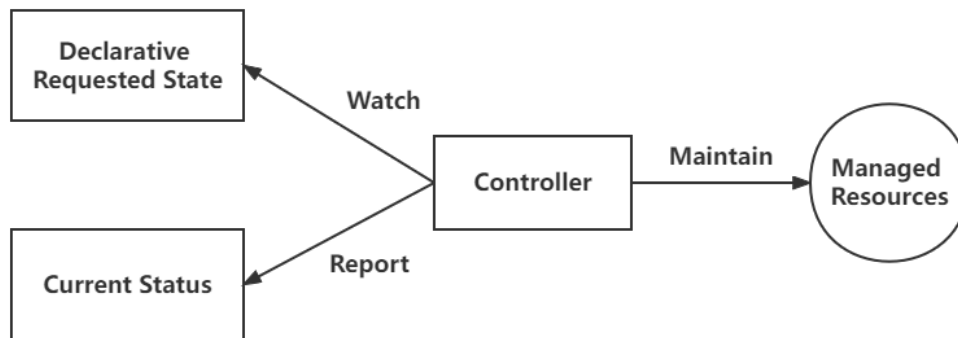 Declarative
Requested State
Watch
Controller
Maintain
Managed
Resources
Report
Current Status